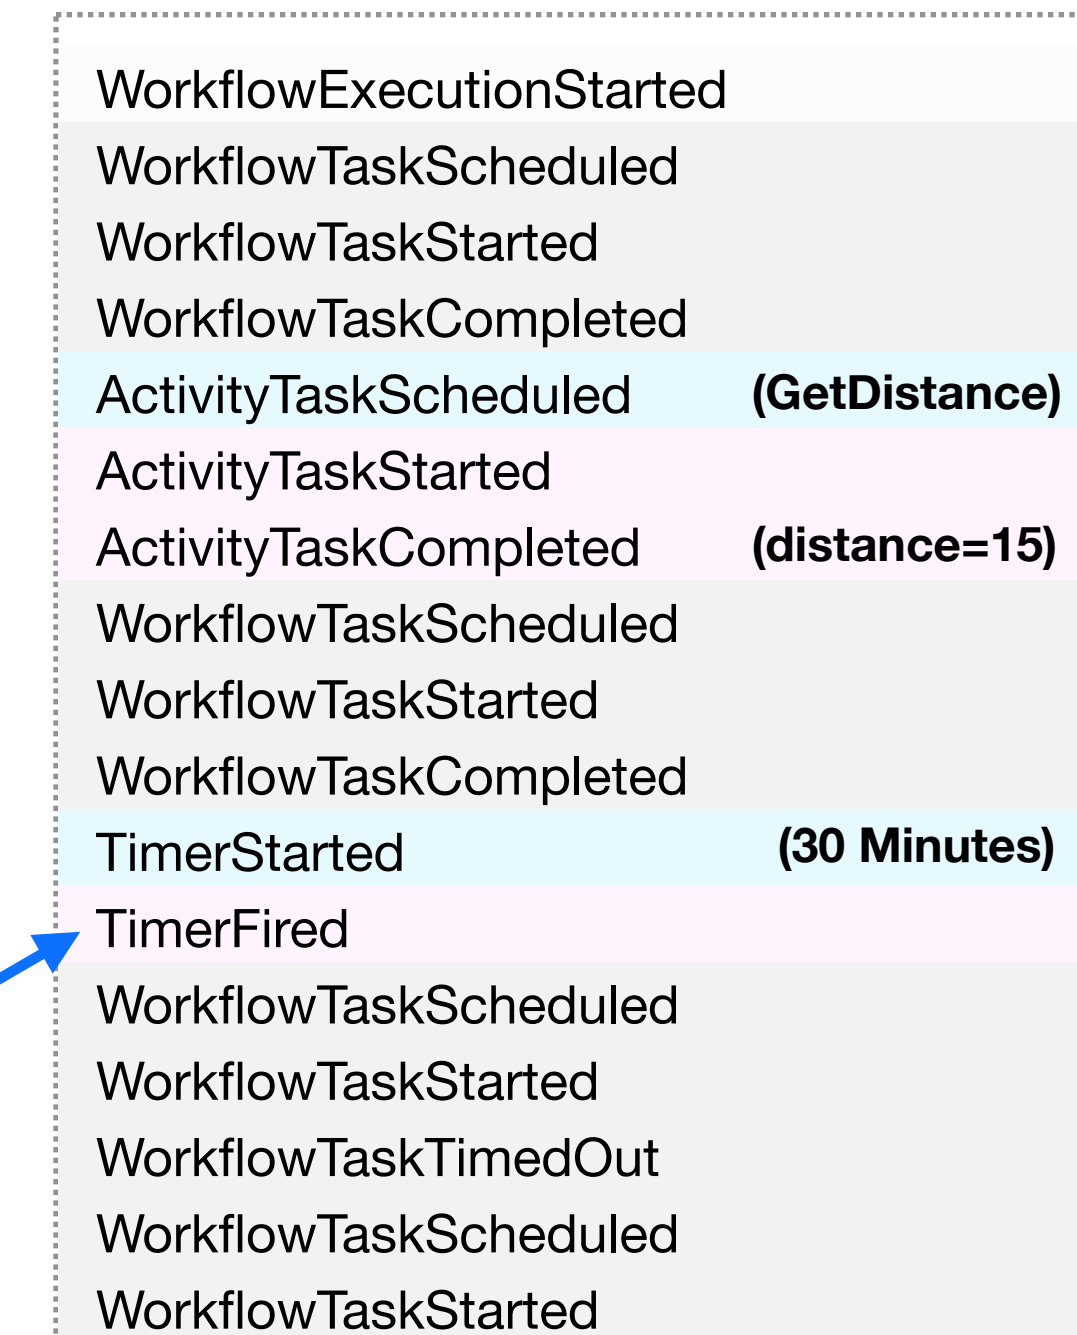 WorkflowExecutionStarted
WorkflowTaskScheduled
WorkflowTaskStarted
WorkflowTaskCompleted
ActivityTaskScheduled (GetDistance)
ActivityTaskStarted
ActivityTaskCompleted (distance=15)
WorkflowTaskScheduled
WorkflowTaskStarted
WorkflowTaskCompleted
TimerStarted (30 Minutes)
TimerFired
WorkflowTaskScheduled
WorkflowTaskStarted
WorkflowTaskTimedOut
WorkflowTaskScheduled
WorkflowTaskStarted